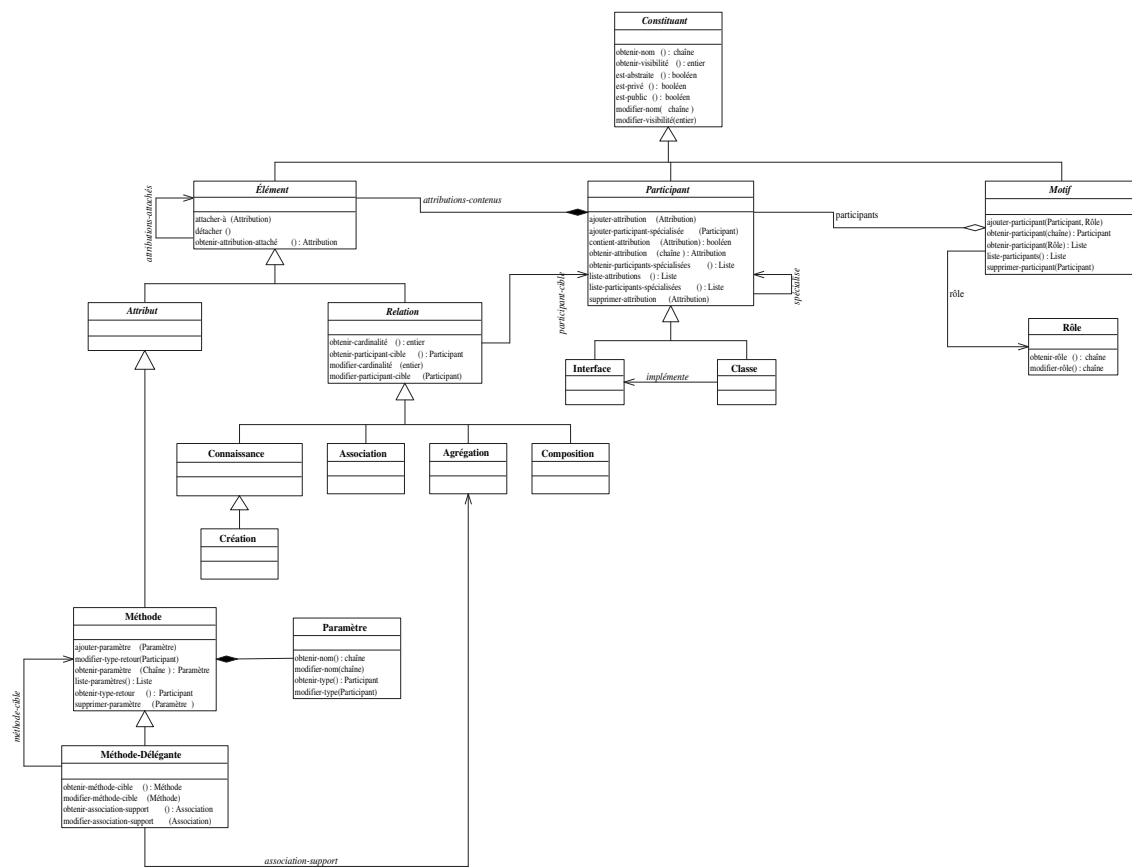 Constituant
obtenir-nom () : chaîne
obtenir-visibilité () : entier
est-abstraite () : booléen
est-privé () : booléen
est-public () : booléen
modifier-nom( chaîne )
modifier-visibilité(entier)
Élément
attacher-à (Attribution)
détacher ()
obtenir-attribution-attaché () : Attribution
attributions-attachés
attributions-contenus
Participant
ajouter-attribution (Attribution)
ajouter-participant-spécialisée (Participant)
contient-attribution (Attribution) : booléen
obtenir-attribution (chaîne) : Attribution
obtenir-participants-spécialisées () : Liste
liste-attributions () : Liste
liste-participants-spécialisées () : Liste
supprimer-attribution (Attribution)
participants
spécialise
participant-cible
Motif
ajouter-participant(Participant, Rôle)
obtenir-participant(chaîne) : Participant
obtenir-participant(Rôle) : Liste
liste-participants() : Liste
supprimer-participant(Participant)
rôle
Rôle
obtenir-rôle () : chaîne
modifier-rôle() : chaîne
Attribut
Relation
obtenir-cardinalité () : entier
obtenir-participant-cible () : Participant
modifier-cardinalité (entier)
modifier-participant-cible (Participant)
Interface
implémente
Classe
Connaissance
Association
Agrégation
Composition
Création
Méthode
ajouter-paramètre (Paramètre)
modifier-type-retour(Participant)
obtenir-paramètre (Chaîne) : Paramètre
liste-paramètres() : Liste
obtenir-type-retour () : Participant
supprimer-paramètre (Paramètre )
Paramètre
obtenir-nom() : chaîne
modifier-nom(chaîne)
obtenir-type() : Participant
modifier-type(Participant)
méthode-cible
Méthode-Délégante
obtenir-méthode-cible () : Méthode
modifier-méthode-cible (Méthode)
obtenir-association-support () : Association
modifier-association-support (Association)
association-support